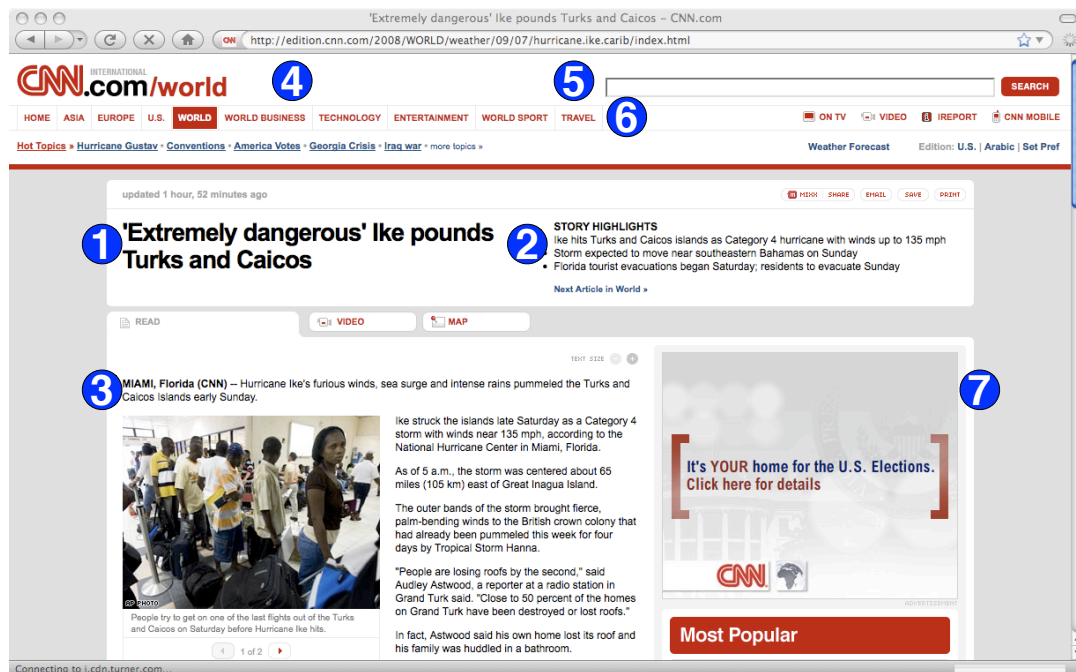 'Extremely dangerous' Ike pounds Turks and Caicos – CNN.com
CNN http://edition.cnn.com/2008/WORLD/weather/09/07/hurricane.ike.carib/index.html
CNN INTERNATIONAL .com/world
4
5
SEARCH
HOME ASIA EUROPE U.S. WORLD WORLD BUSINESS TECHNOLOGY ENTERTAINMENT WORLD SPORT TRAVEL
6
ON TV VIDEO IREPORT CNN MOBILE
Hot Topics » Hurricane Gustav • Conventions • America Votes • Georgia Crisis • Iraq war • more topics »
Weather Forecast Edition: U.S. | Arabic | Set Pref
updated 1 hour, 52 minutes ago
MIXX SHARE EMAIL SAVE PRINT
1
'Extremely dangerous' Ike pounds
Turks and Caicos
2
STORY HIGHLIGHTS
Ike hits Turks and Caicos islands as Category 4 hurricane with winds up to 135 mph
• Storm expected to move near southeastern Bahamas on Sunday
• Florida tourist evacuations began Saturday; residents to evacuate Sunday
Next Article in World »
READ VIDEO MAP
TEXT SIZE
3
MIAMI, Florida (CNN) -- Hurricane Ike's furious winds, sea surge and intense rains pummeled the Turks and
Caicos Islands early Sunday.
AP PHOTO
People try to get on one of the last flights out of the Turks
and Caicos on Saturday before Hurricane Ike hits.
1 of 2
Ike struck the islands late Saturday as a Category 4
storm with winds near 135 mph, according to the
National Hurricane Center in Miami, Florida.
As of 5 a.m., the storm was centered about 65
miles (105 km) east of Great Inagua Island.
The outer bands of the storm brought fierce,
palm-bending winds to the British crown colony that
had already been pummeled this week for four
days by Tropical Storm Hanna.
"People are losing roofs by the second," said
Audley Astwood, a reporter at a radio station in
Grand Turk said. "Close to 50 percent of the homes
on Grand Turk have been destroyed or lost roofs."
In fact, Astwood said his own home lost its roof and
his family was huddled in a bathroom.
7
It's YOUR home for the U.S. Elections.
Click here for details
CNN
ADVERTISEMENT
Most Popular
Connecting to i.cdn.turner.com...